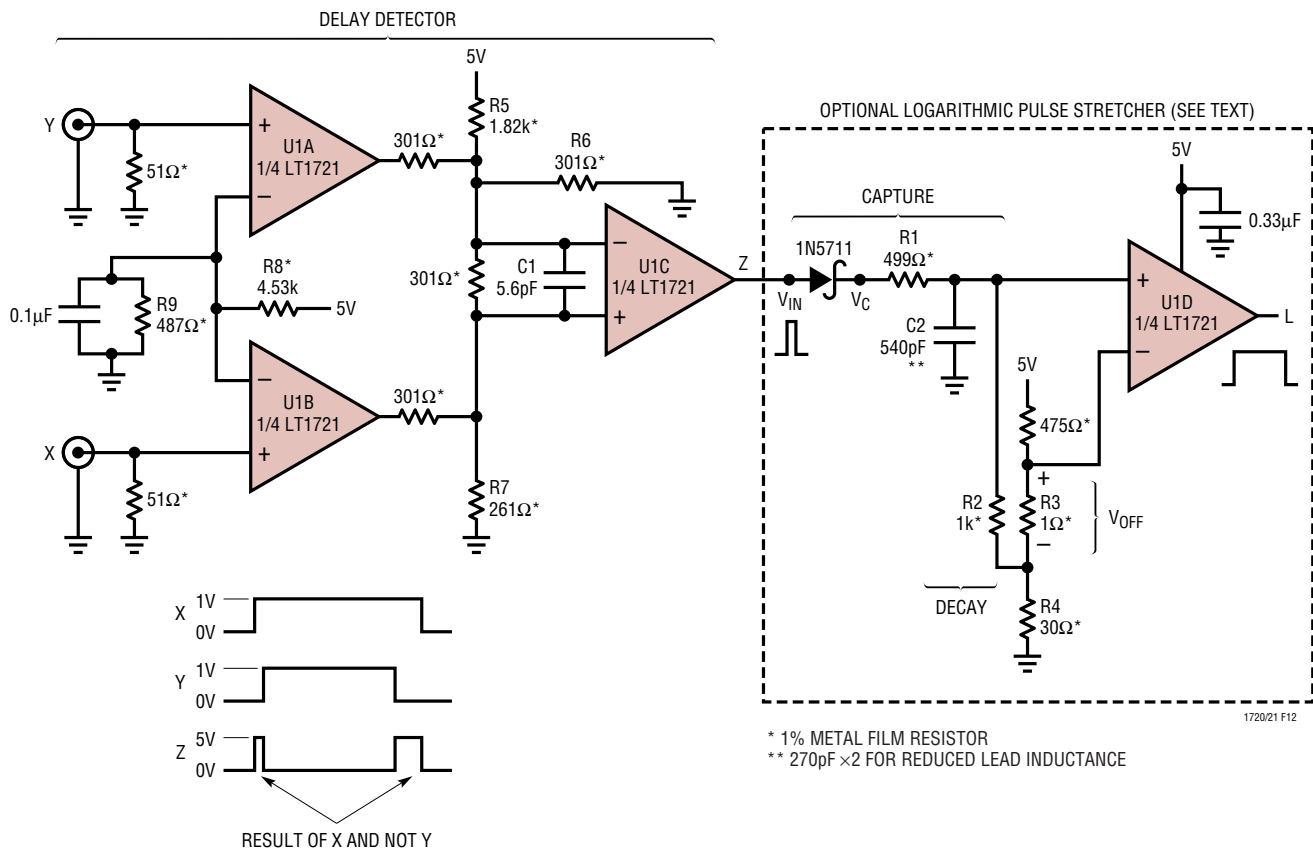 DELAY DETECTOR
5V
R5
1.82k*
OPTIONAL LOGARITHMIC PULSE STRETCHER (SEE TEXT)
Y
51Ω*
+
U1A
1/4 LT1721
−
301Ω*
R6
301Ω*
5V
0.33µF
CAPTURE
1N5711
R1
499Ω*
0.1µF
R9
487Ω*
R8*
4.53k
5V
301Ω*
C1
5.6pF
−
U1C
1/4 LT1721
+
Z
VIN
VC
C2
540pF
**
+
U1D
1/4 LT1721
−
L
−
U1B
1/4 LT1721
+
301Ω*
5V
475Ω*
X
51Ω*
R7
261Ω*
R2
1k*
+
R3
1Ω*
−
VOFF
DECAY
R4
30Ω*
X
1V
0V
Y
1V
0V
Z
5V
0V
RESULT OF X AND NOT Y
1720/21 F12
* 1% METAL FILM RESISTOR
** 270pF ×2 FOR REDUCED LEAD INDUCTANCE